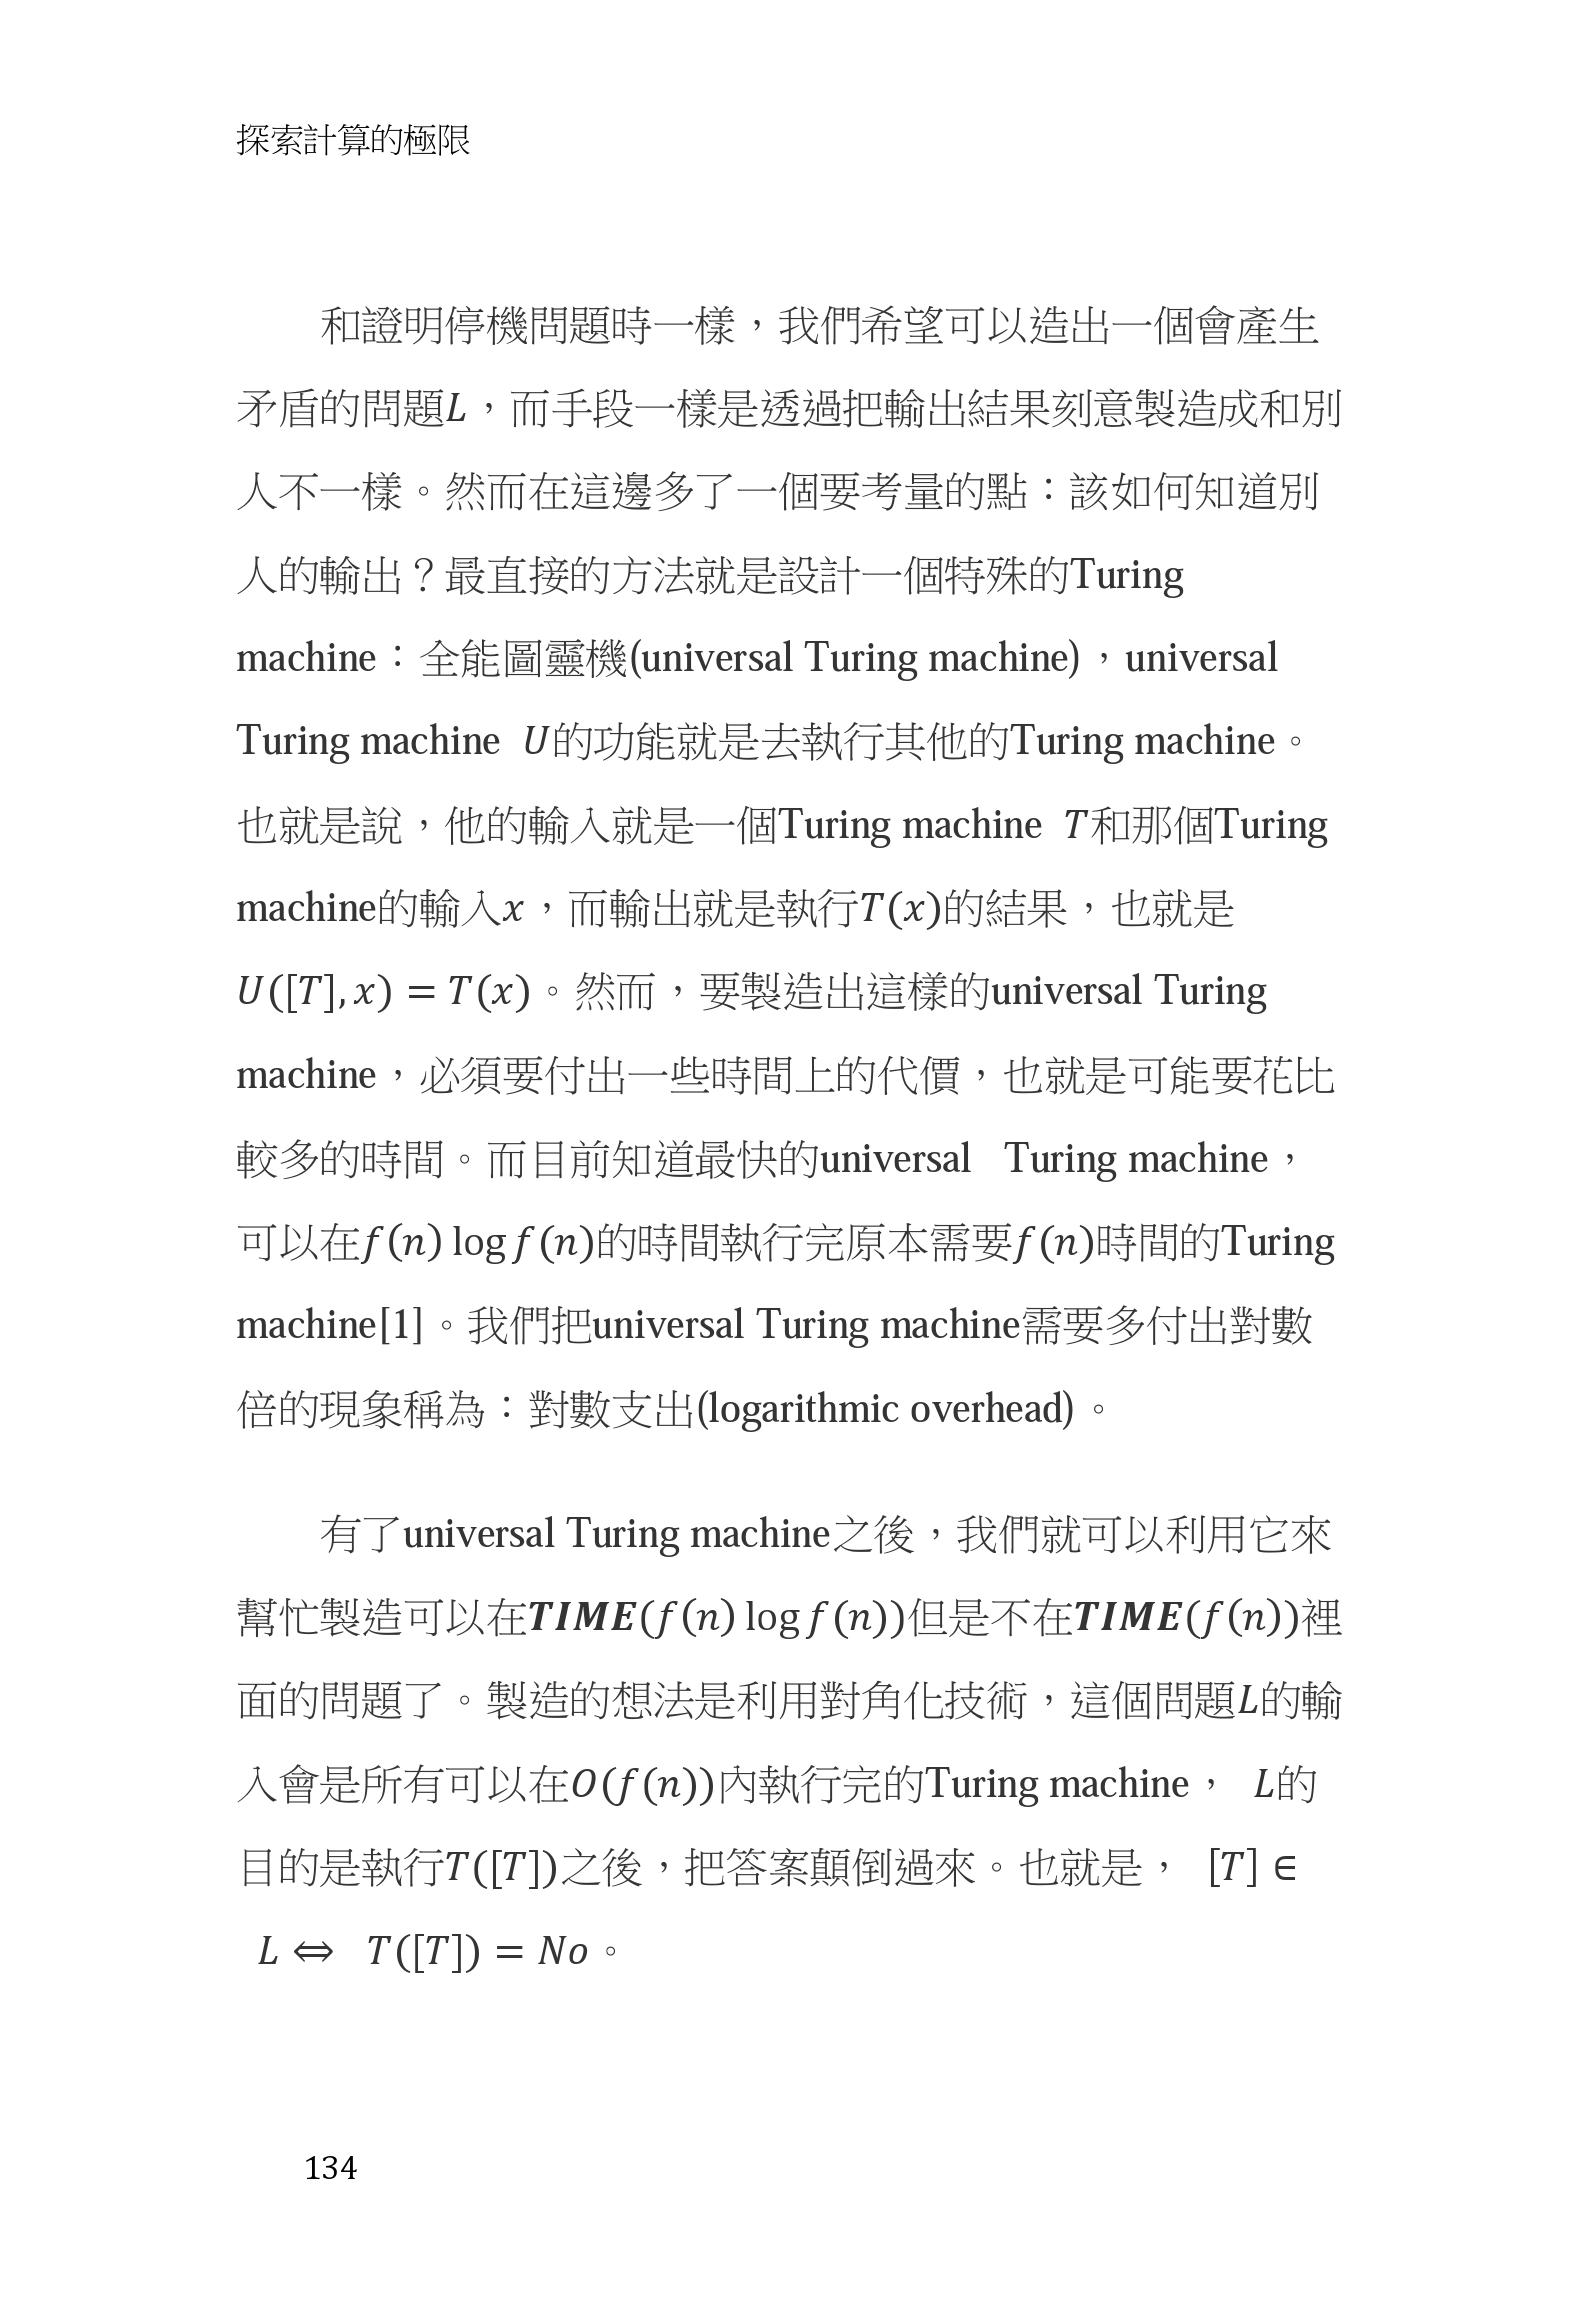 探索計算的極限
和證明停機問題時一樣，我們希望可以造出一個會產生
矛盾的問題L，而手段一樣是透過把輸出結果刻意製造成和別
人不一樣。然而在這邊多了一個要考量的點：該如何知道別
人的輸出？最直接的方法就是設計一個特殊的Turing
machine：全能圖靈機(universal Turing machine)，universal
Turing machine U的功能就是去執行其他的Turing machine。
也就是說，他的輸入就是一個Turing machine T和那個Turing
machine的輸入x，而輸出就是執行T(x)的結果，也就是
U([T], x) = T(x)。然而，要製造出這樣的universal Turing
machine，必須要付出一些時間上的代價，也就是可能要花比
較多的時間。而目前知道最快的universal Turing machine，
可以在f(n) log f(n)的時間執行完原本需要f(n)時間的Turing
machine[1]。我們把universal Turing machine需要多付出對數
倍的現象稱為：對數支出(logarithmic overhead)。
有了universal Turing machine之後，我們就可以利用它來
幫忙製造可以在TIME(f(n) log f(n))但是不在TIME(f(n))裡
面的問題了。製造的想法是利用對角化技術，這個問題L的輸
入會是所有可以在O(f(n))內執行完的Turing machine， L的
目的是執行T([T])之後，把答案顛倒過來。也就是， [T] ∈
L ⇔ T([T]) = No。
134